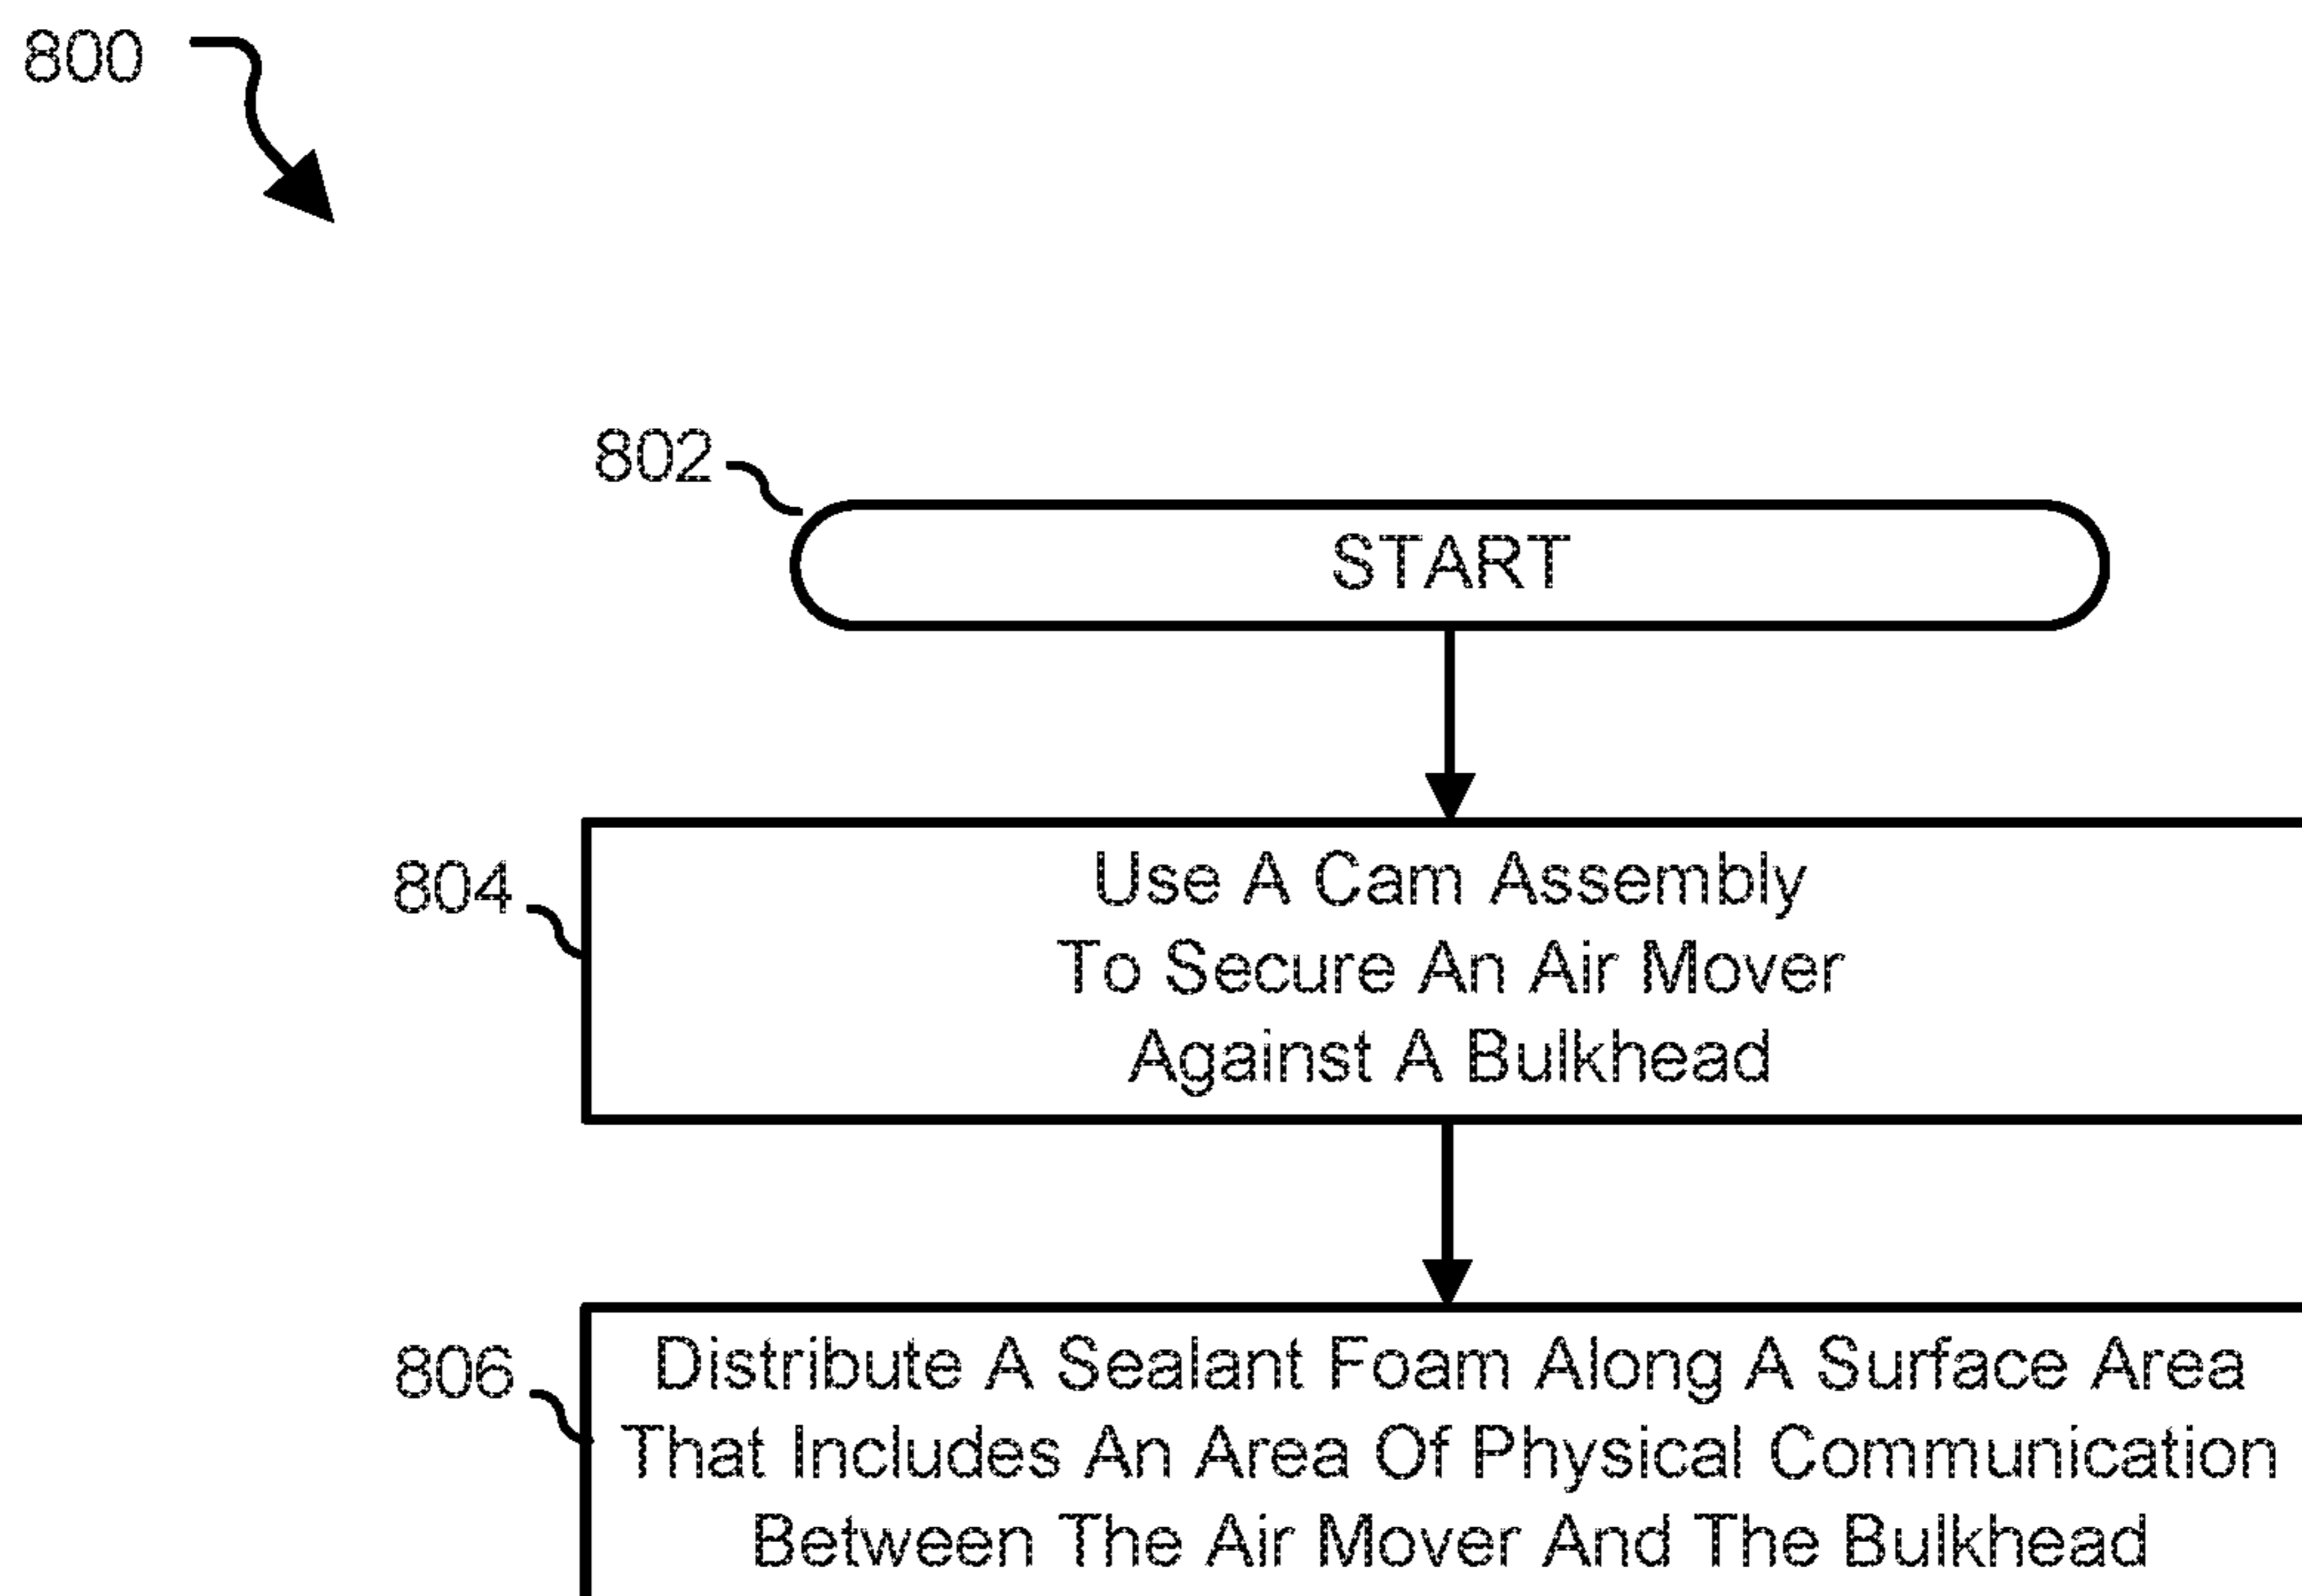 800
802
START
804
Use A Cam Assembly
To Secure An Air Mover
Against A Bulkhead
806
Distribute A Sealant Foam Along A Surface Area
That Includes An Area Of Physical Communication
Between The Air Mover And The Bulkhead